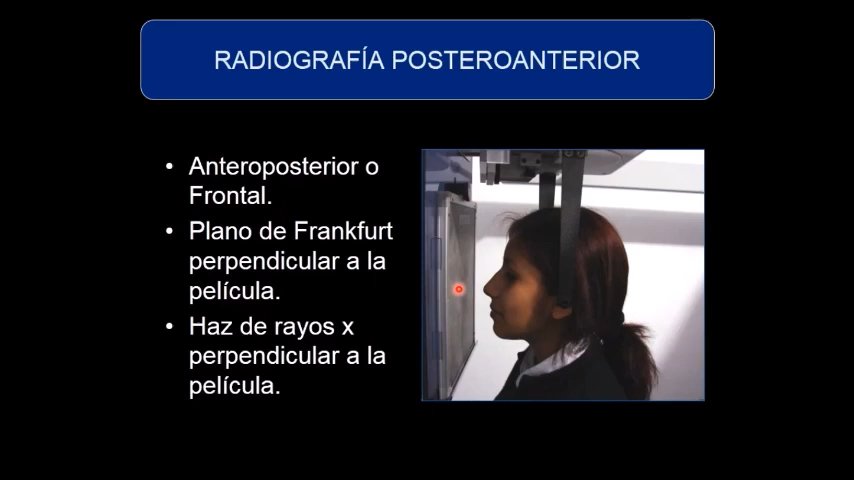 RADIOGRAFÍA POSTEROANTERIOR
• Anteroposterior o
Frontal.
• Plano de Frankfurt
perpendicular a la
película.
• Haz de rayos x
perpendicular a la
película.